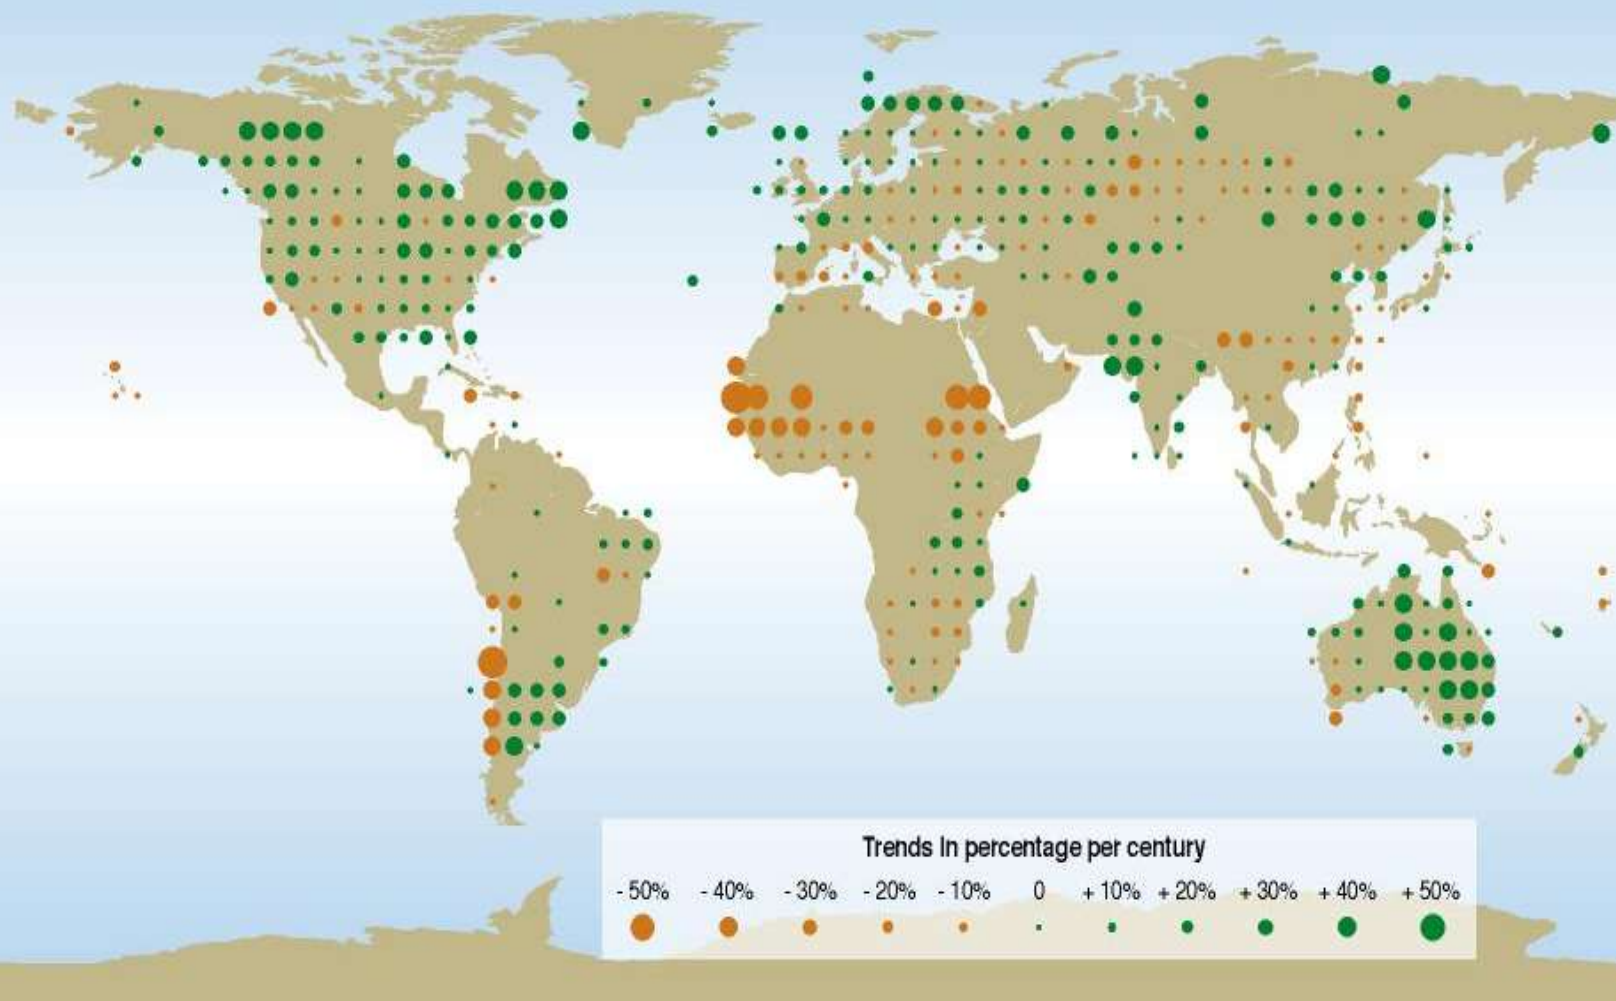 Trends In percentage per century
- 50% - 40% - 30% - 20% - 10% 0 + 10% + 20% + 30% + 40% + 50%